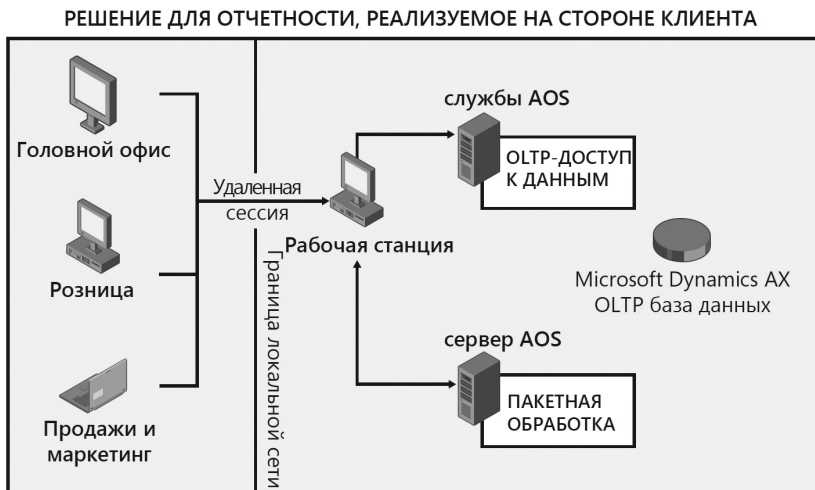 РЕШЕНИЕ ДЛЯ ОТЧЕТНОСТИ, РЕАЛИЗУЕМОЕ НА СТОРОНЕ КЛИЕНТА
Головной офис
Розница
Продажи и
маркетинг
Удаленная
сессия
Граница локальной сети
Рабочая станция
службы AOS
OLTP-ДОСТУП
К ДАННЫМ
Microsoft Dynamics AX
OLTP база данных
сервер AOS
ПАКЕТНАЯ
ОБРАБОТКА